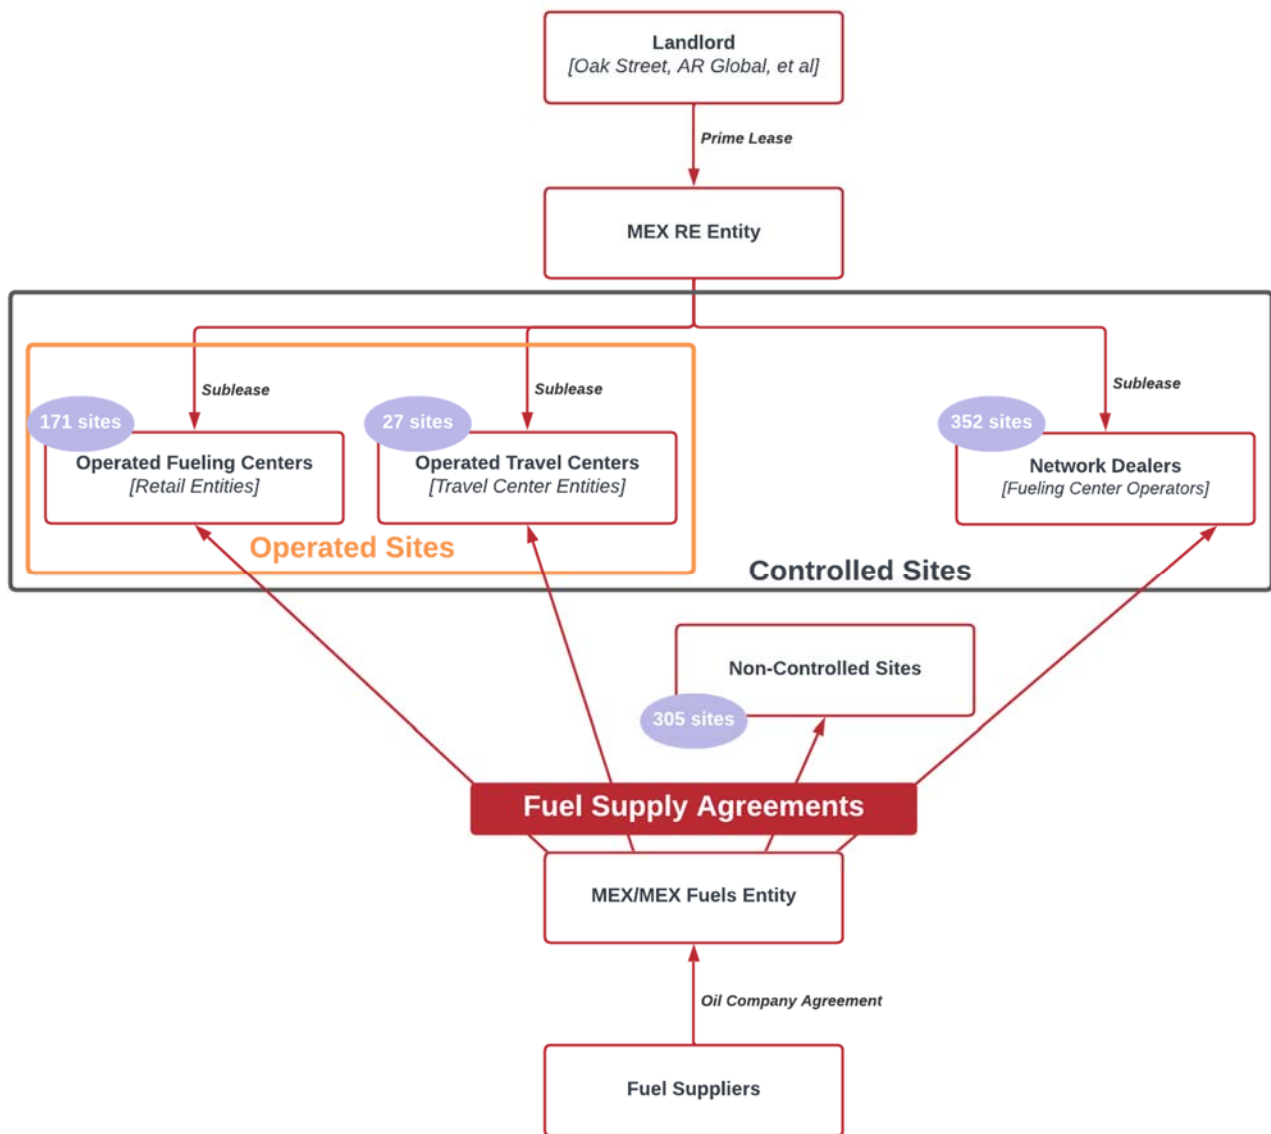 Landlord
[Oak Street, AR Global, et al]
Prime Lease
MEX RE Entity
Sublease
Sublease
Sublease
171 sites
27 sites
352 sites
Operated Fueling Centers
[Retail Entities]
Operated Travel Centers
[Travel Center Entities]
Network Dealers
[Fueling Center Operators]
Operated Sites
Controlled Sites
Non-Controlled Sites
305 sites
Fuel Supply Agreements
MEX/MEX Fuels Entity
Oil Company Agreement
Fuel Suppliers